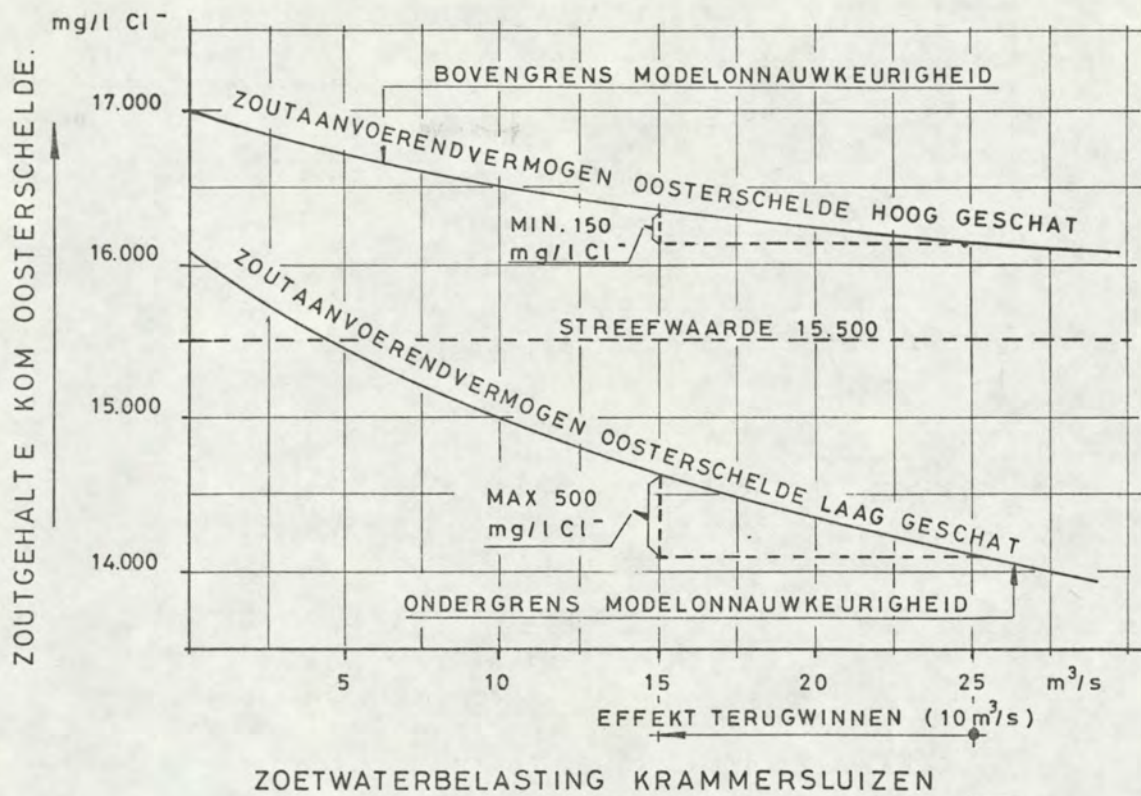 mg/l Cl⁻
ZOUTGEHALTE KOM OOSTERSCHELDE.
BOVENGRENS MODELONNAUWKEURIGHEID
17.000
ZOUTAANVOERENDVERMOGEN OOSTERSCHELDE HOOG GESCHAT
MIN. 150
mg/l Cl⁻
16.000
ZOUTAANVOERENDVERMOGEN OOSTERSCHELDE LAAG GESCHAT
STREEFWAARDE 15.500
15.000
MAX 500
mg/l Cl⁻
14.000
ONDERGRENS MODELONNAUWKEURIGHEID
5 10 15 20 25 m³/s
EFFEKT TERUGWINNEN (10 m³/s)
ZOETWATERBELASTING KRAMMERSLUIZEN